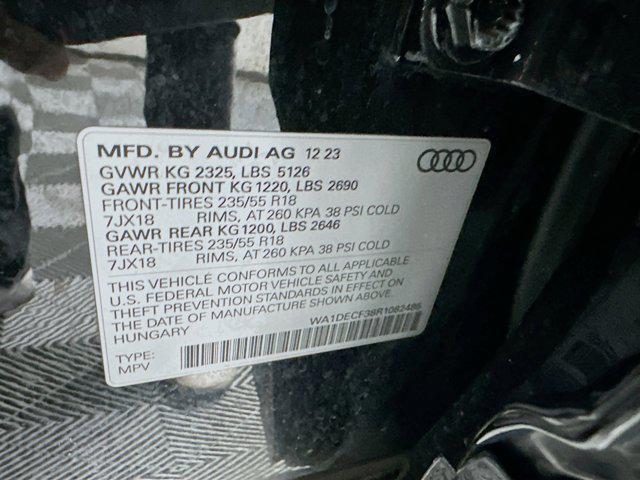 MFD. BY AUDI AG 12 23
GVWR KG 2325, LBS 5126
GAWR FRONT KG 1220, LBS 2690
FRONT-TIRES 235/55 R18
7JX18 RIMS, AT 260 KPA 38 PSI COLD
GAWR REAR KG 1200, LBS 2646
REAR-TIRES 235/55 R18
7JX18 RIMS, AT 260 KPA 38 PSI COLD
THIS VEHICLE CONFORMS TO ALL APPLICABLE
U.S. FEDERAL MOTOR VEHICLE SAFETY AND
THEFT PREVENTION STANDARDS IN EFFECT ON
THE DATE OF MANUFACTURE SHOWN ABOVE.
HUNGARY
WA1DECF38R1082485
TYPE:
MPV